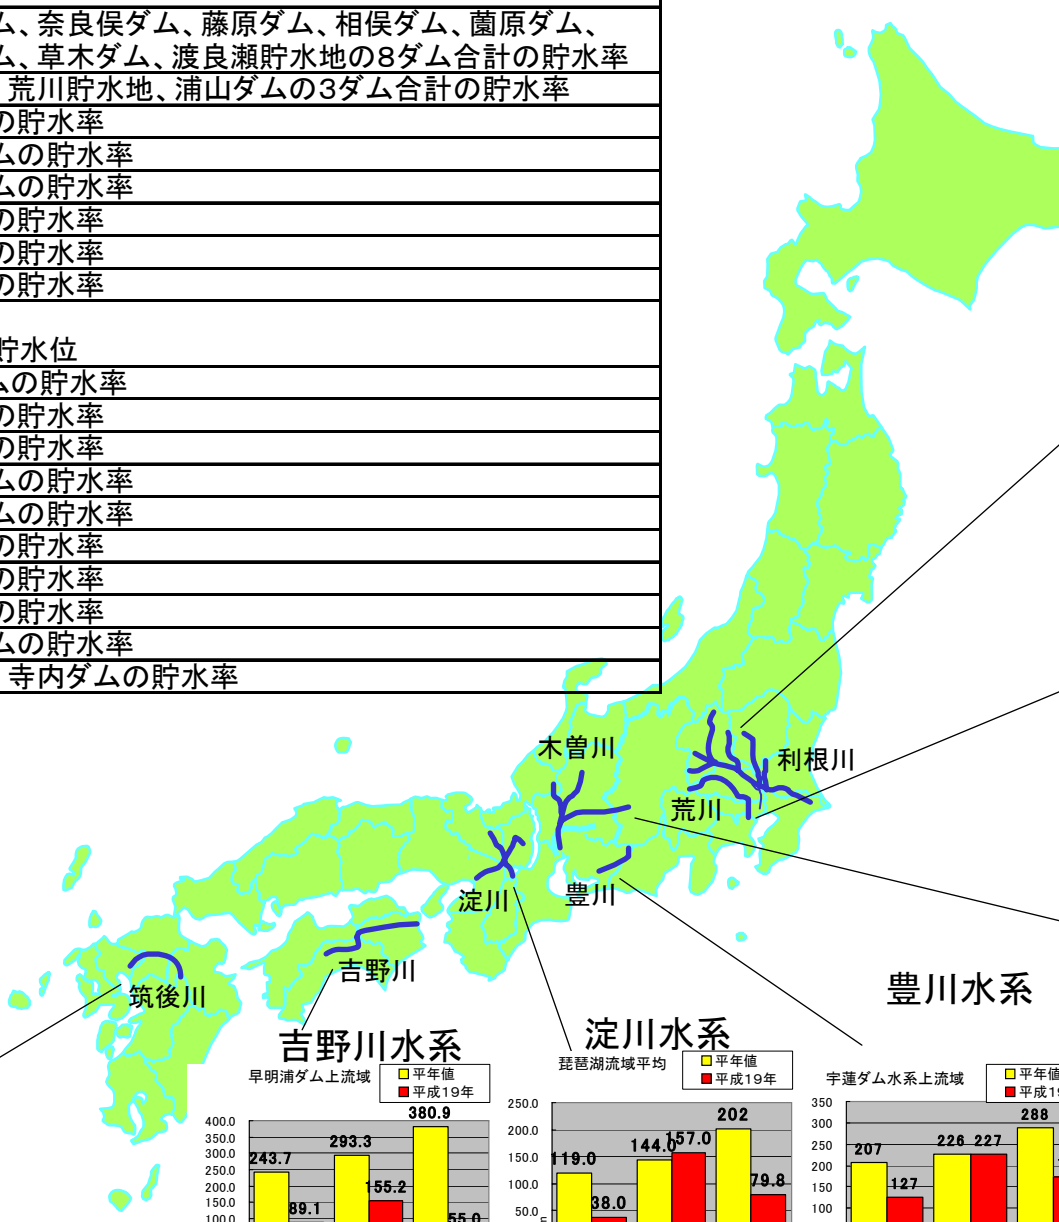 ム、奈良俣ダム、藤原ダム、相俣ダム、薗原ダム、
ム、草木ダム、渡良瀬貯水地の8ダム合計の貯水率
荒川貯水地、浦山ダムの3ダム合計の貯水率
の貯水率
ムの貯水率
ムの貯水率
の貯水率
の貯水率
の貯水率
貯水位
ムの貯水率
の貯水率
の貯水率
ムの貯水率
ムの貯水率
の貯水率
の貯水率
の貯水率
ムの貯水率
寺内ダムの貯水率
木曽川
利根川
荒川
淀川
豊川
吉野川
筑後川
豊川水系
淀川水系
吉野川水系
早明浦ダム上流域
平年値
平成19年
400.0
350.0
300.0
250.0
200.0
150.0
100.0
243.7
89.1
293.3
155.2
380.9
55.0
琵琶湖流域平均
平年値
平成19年
250.0
200.0
150.0
100.0
50.0
119.0
38.0
144.0
157.0
202
79.8
宇蓮ダム水系上流域
平年値
平成19
350
300
250
200
150
100
207
127
226
227
288